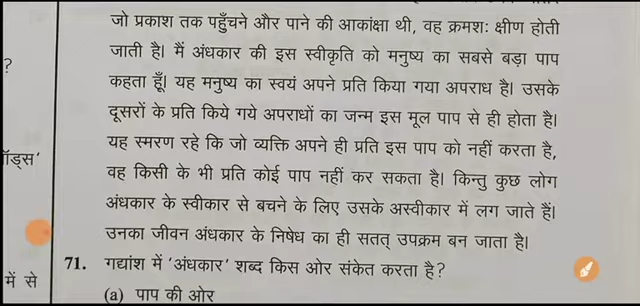 जो प्रकाश तक पहुँचने और पाने की आकांक्षा थी, वह क्रमशः क्षीण होती
जाती है। मैं अंधकार की इस स्वीकृति को मनुष्य का सबसे बड़ा पाप
कहता हूँ। यह मनुष्य का स्वयं अपने प्रति किया गया अपराध है। उसके
दूसरों के प्रति किये गये अपराधों का जन्म इस मूल पाप से ही होता है।
यह स्मरण रहे कि जो व्यक्ति अपने ही प्रति इस पाप को नहीं करता है,
वह किसी के भी प्रति कोई पाप नहीं कर सकता है। किन्तु कुछ लोग
अंधकार के स्वीकार से बचने के लिए उसके अस्वीकार में लग जाते हैं।
उनका जीवन अंधकार के निषेध का ही सतत् उपक्रम बन जाता है।
71. गद्यांश में 'अंधकार' शब्द किस ओर संकेत करता है?
(a) पाप की ओर
?
ॉड्स'
में से